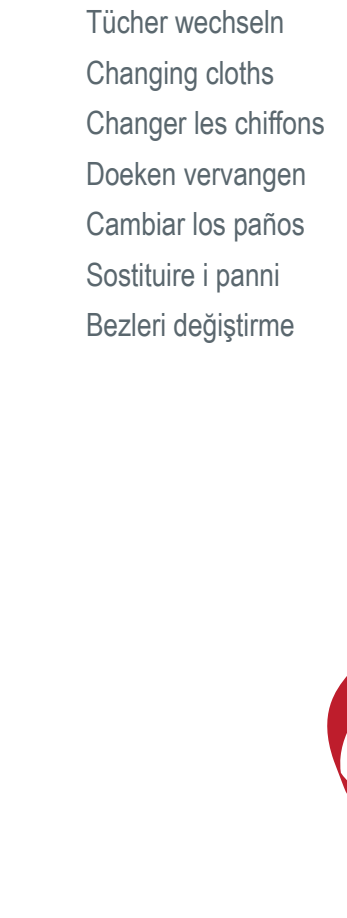 Tücher wechseln
Changing cloths
Changer les chiffons
Doeken vervangen
Cambiar los paños
Sostituire i panni
Bezleri değiştirme